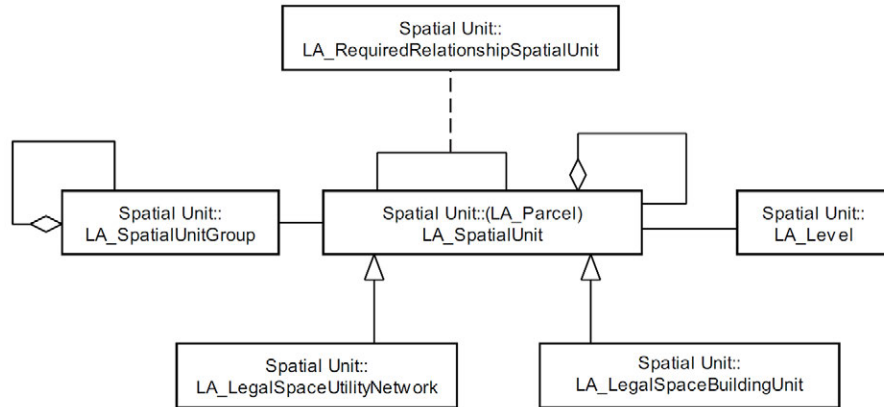 Spatial Unit::
LA_RequiredRelationshipSpatialUnit
Spatial Unit::
LA_SpatialUnitGroup
Spatial Unit::(LA_Parcel)
LA_SpatialUnit
Spatial Unit::
LA_Level
Spatial Unit::
LA_LegalSpaceUtilityNetwork
Spatial Unit::
LA_LegalSpaceBuildingUnit